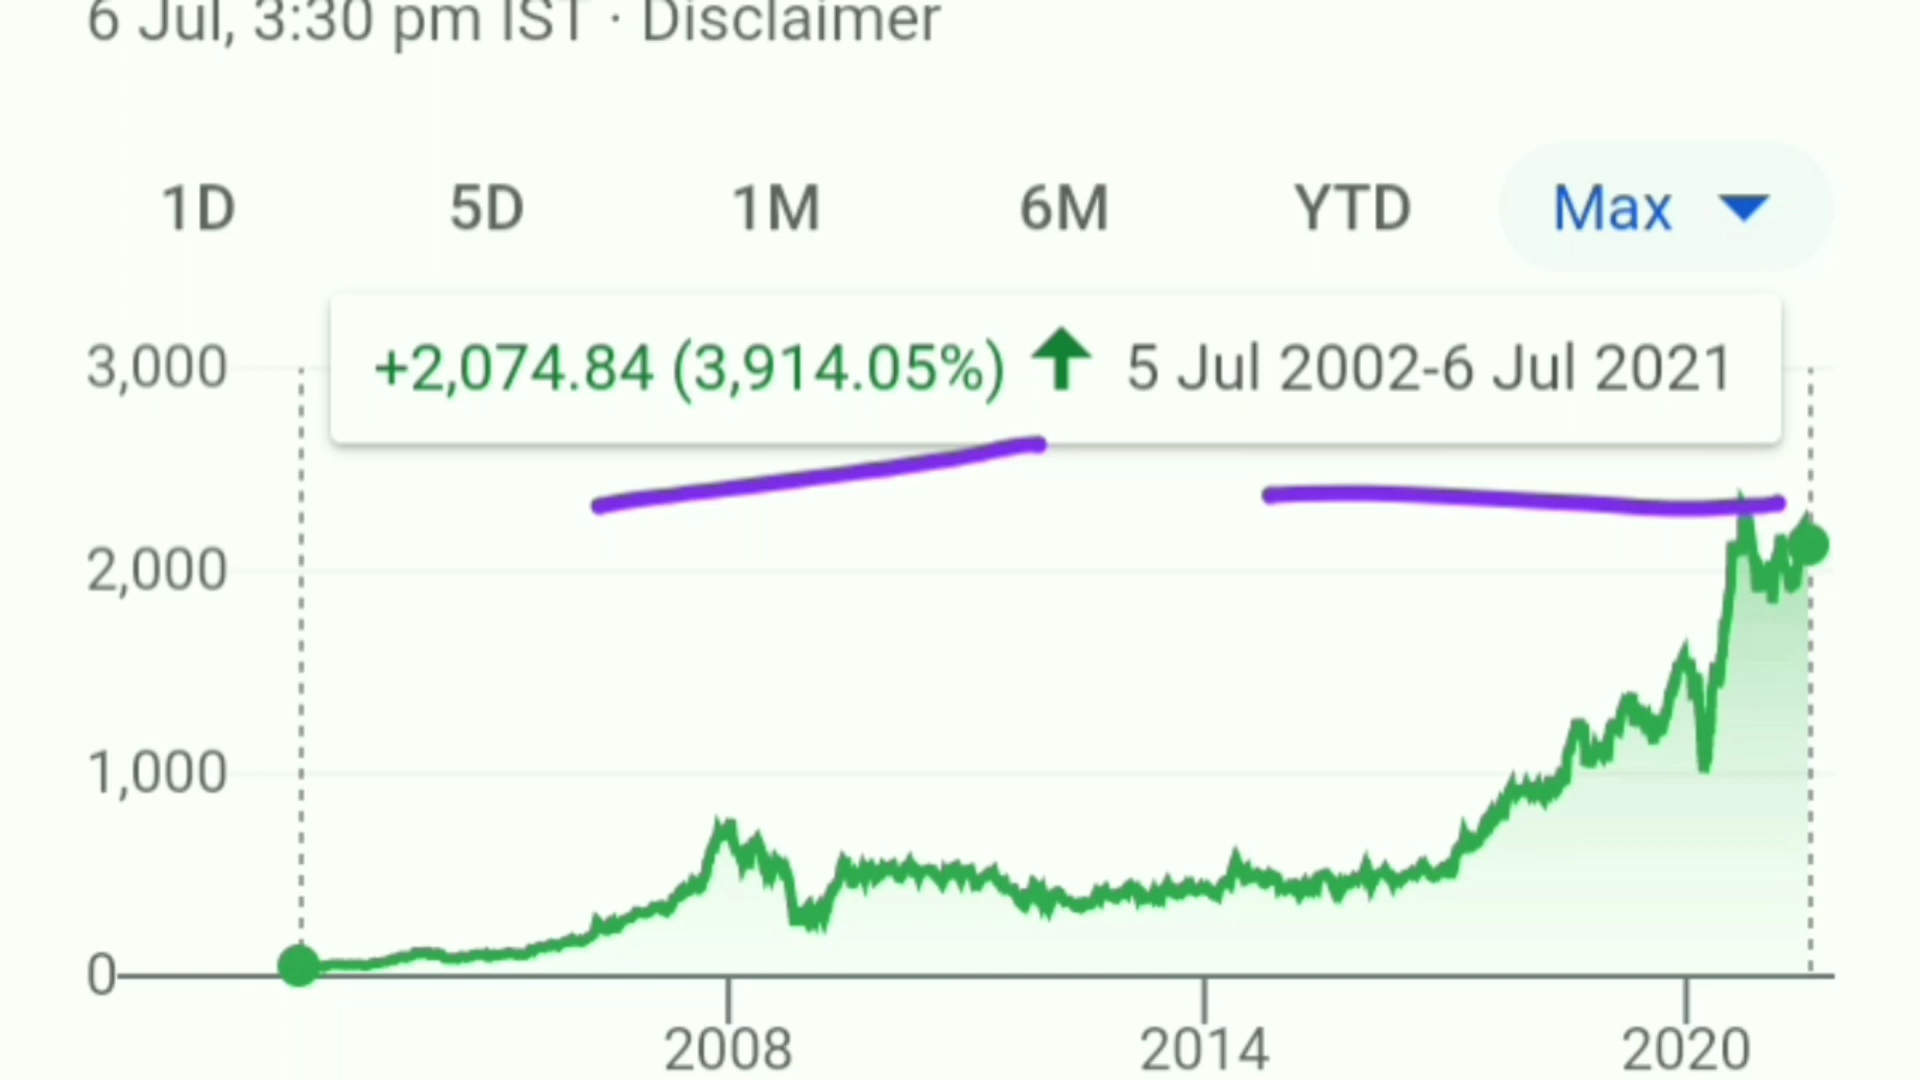 6 Jul, 3:30 pm IST · Disclaimer
1D 5D 1M 6M YTD Max
+2,074.84 (3,914.05%) ↑ 5 Jul 2002-6 Jul 2021
3,000
2,000
1,000
0
2008 2014 2020